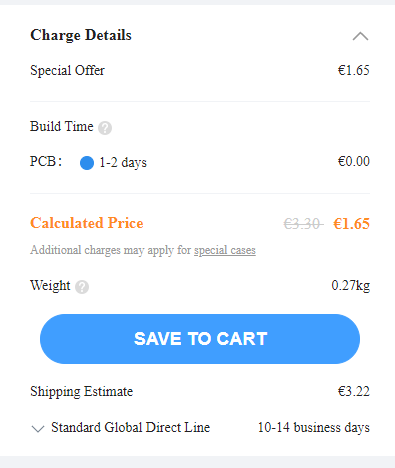 Charge Details
Special Offer €1.65
Build Time ?
PCB: 1-2 days €0.00
Calculated Price €3.30 €1.65
Additional charges may apply for special cases
Weight ? 0.27kg
SAVE TO CART
Shipping Estimate €3.22
Standard Global Direct Line 10-14 business days